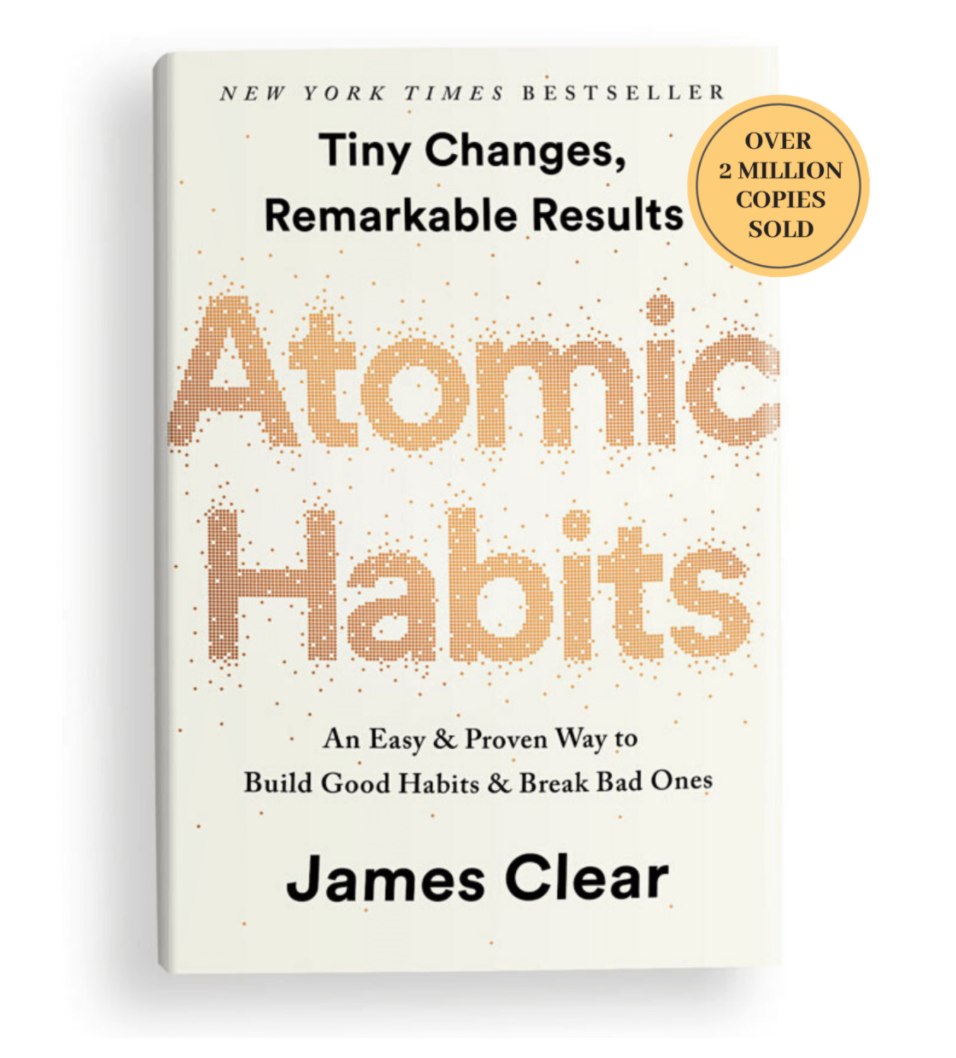 NEW YORK TIMES BESTSELLER
Tiny Changes,
Remarkable Results
OVER
2 MILLION
COPIES
SOLD
Atomic
Habits
An Easy & Proven Way to
Build Good Habits & Break Bad Ones
James Clear